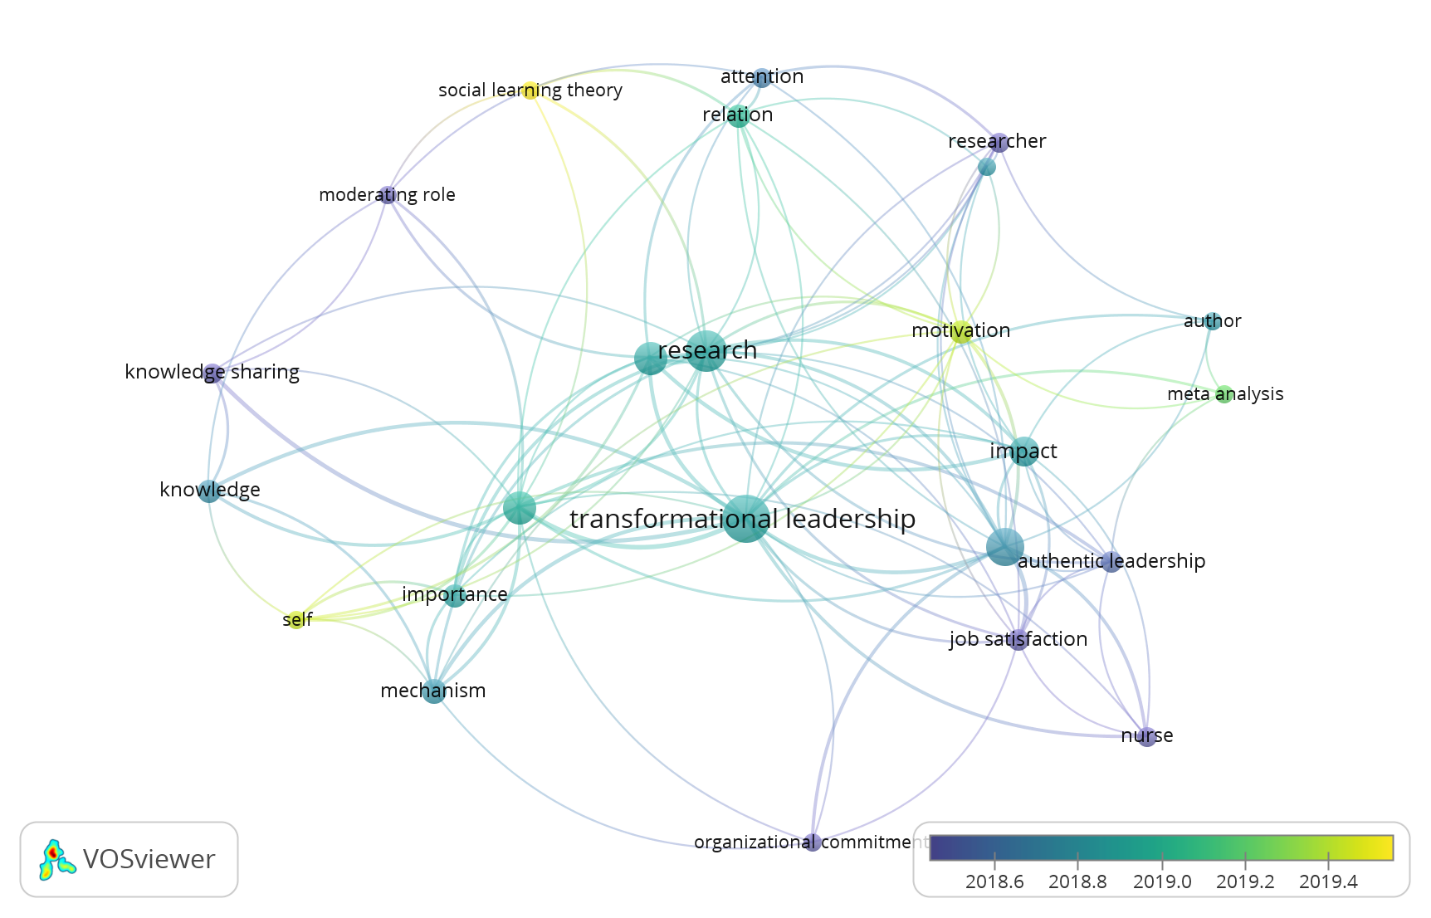 attention
social learning theory
relation
researcher
moderating role
author
motivation
research
knowledge sharing
meta analysis
impact
knowledge
transformational leadership
authentic leadership
importance
self
job satisfaction
mechanism
nurse
organizational commitment
VOSviewer
2018.6 2018.8 2019.0 2019.2 2019.4